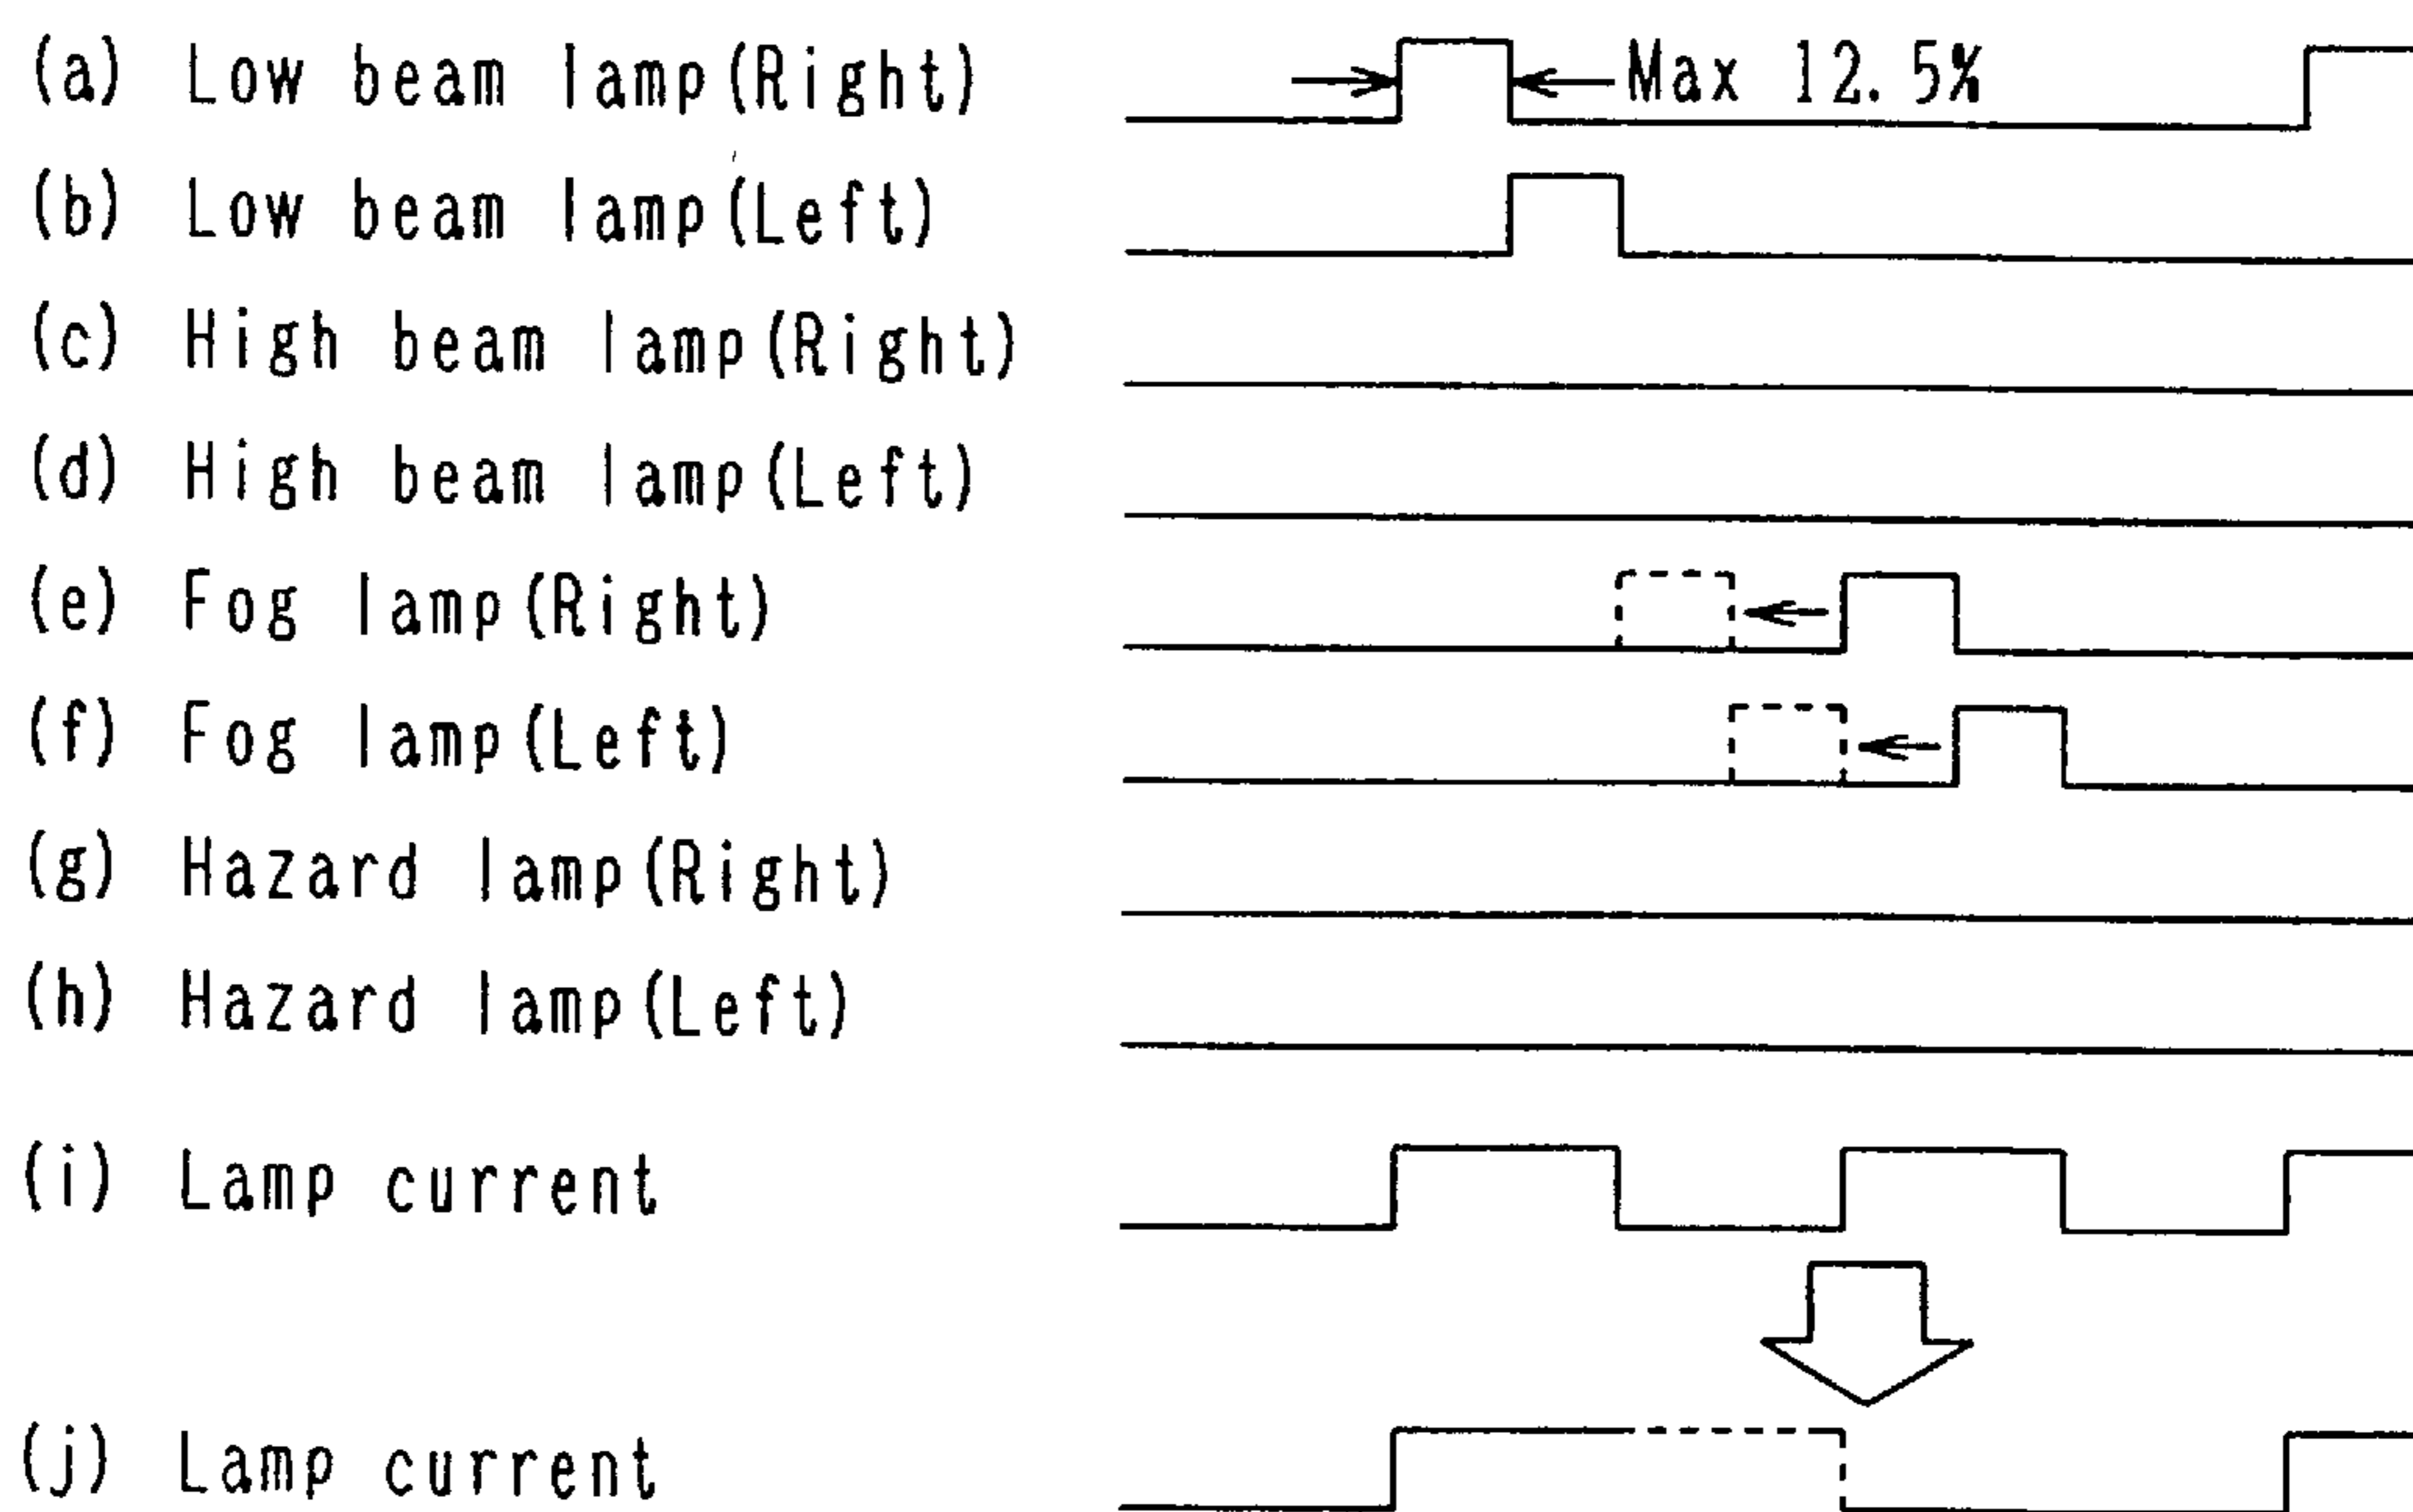 (a) Low beam lamp(Right)
Max 12.5%
(b) Low beam lamp(Left)
(c) High beam lamp(Right)
(d) High beam lamp(Left)
(e) Fog lamp(Right)
(f) Fog lamp(Left)
(g) Hazard lamp(Right)
(h) Hazard lamp(Left)
(i) Lamp current
(j) Lamp current